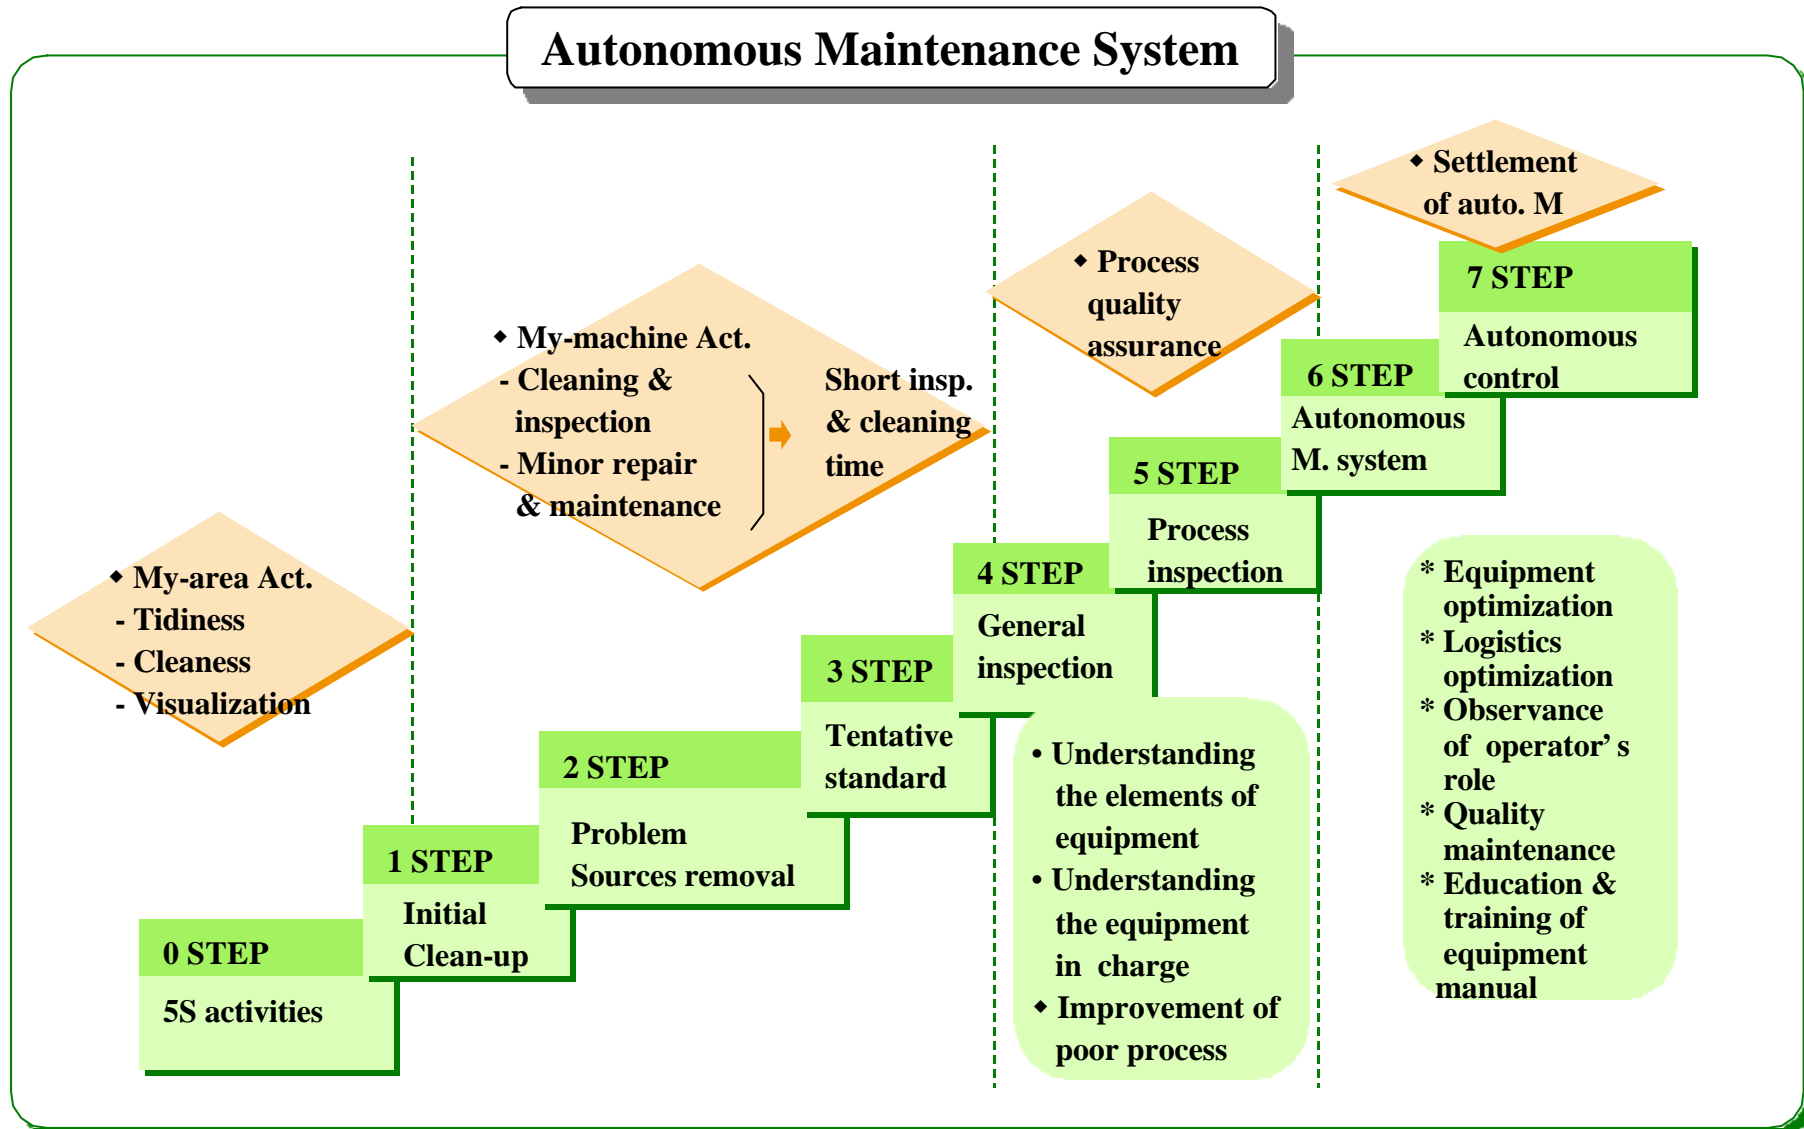 Autonomous Maintenance System
◆ My-area Act.
- Tidiness
- Cleaness
- Visualization
◆ My-machine Act.
- Cleaning &
inspection
- Minor repair
& maintenance
Short insp.
& cleaning
time
◆ Process
quality
assurance
◆ Settlement
of auto. M
0 STEP
5S activities
1 STEP
Initial
Clean-up
2 STEP
Problem
Sources removal
3 STEP
Tentative
standard
4 STEP
General
inspection
5 STEP
Process
inspection
6 STEP
Autonomous
M. system
7 STEP
Autonomous
control
• Understanding
the elements of
equipment
• Understanding
the equipment
in charge
◆ Improvement of
poor process
* Equipment
optimization
* Logistics
optimization
* Observance
of operator’s
role
* Quality
maintenance
* Education &
training of
equipment
manual